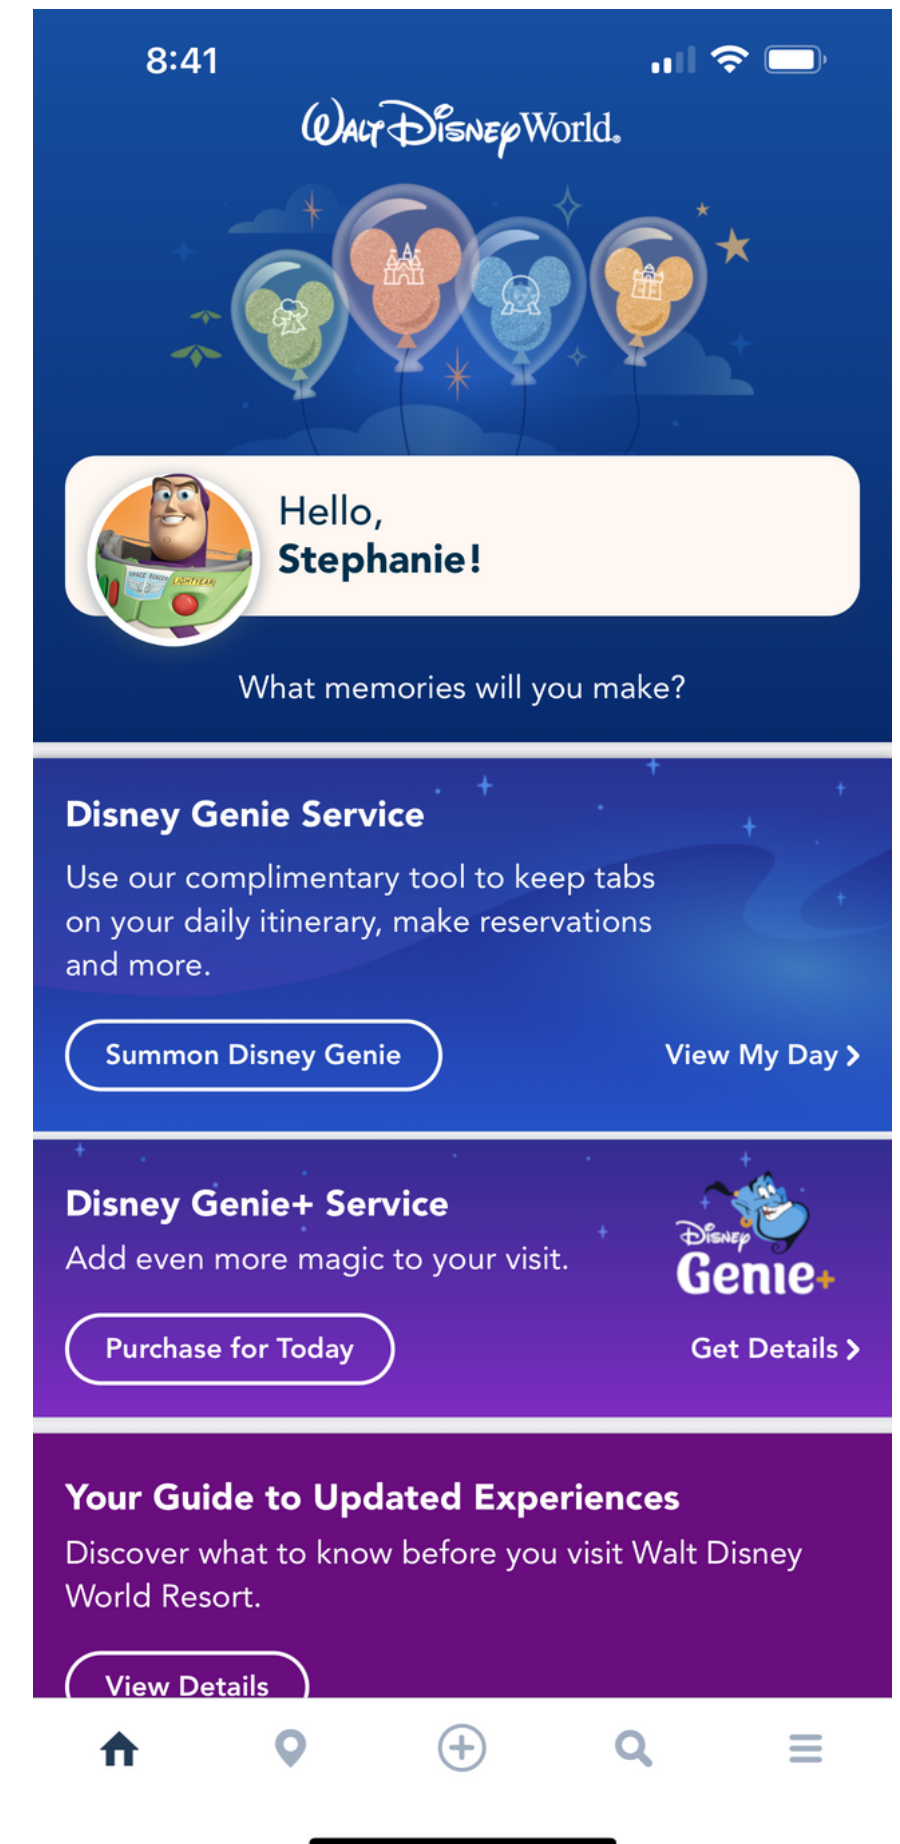 8:41
Walt Disney World®
SPACE RANGER LIGHTYEAR
Hello,
Stephanie!
What memories will you make?
Disney Genie Service
Use our complimentary tool to keep tabs
on your daily itinerary, make reservations
and more.
Summon Disney Genie
View My Day
Disney Genie+ Service
Add even more magic to your visit.
Disney
Genie+
Purchase for Today
Get Details
Your Guide to Updated Experiences
Discover what to know before you visit Walt Disney
World Resort.
View Details